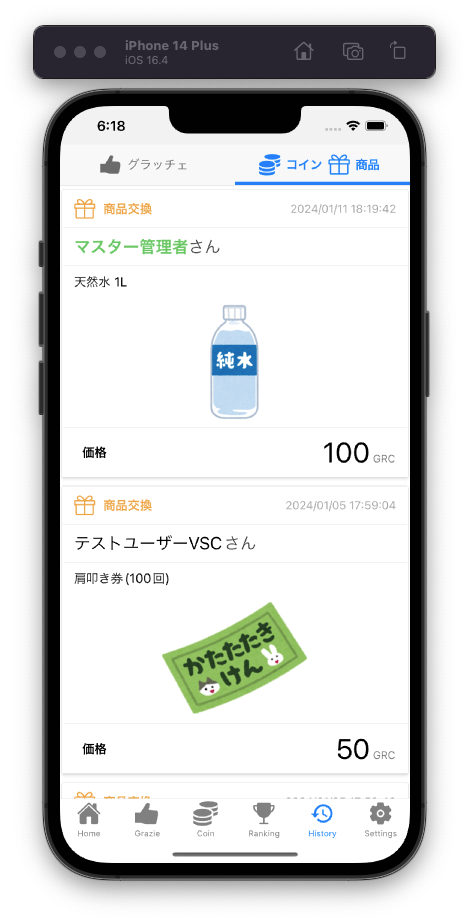 iPhone 14 Plus
iOS 16.4
6:18
グラッチェ
コイン 商品
商品交換 2024/01/11 18:19:42
マスター管理者さん
天然水 1L
純水
価格 100 GRC
商品交換 2024/01/05 17:59:04
テストユーザーVSCさん
肩叩き券(100回)
かたたたき
けん
価格 50 GRC
商品交換
Home Grazie Coin Ranking History Settings